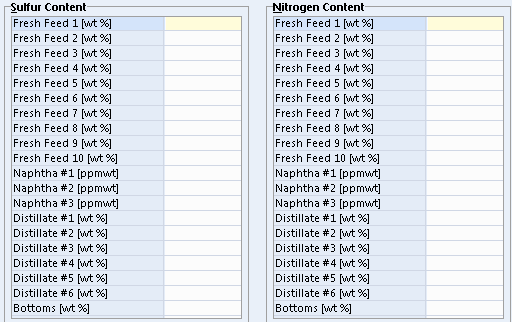 Sulfur Content
Fresh Feed 1 [wt %]
Fresh Feed 2 [wt %]
Fresh Feed 3 [wt %]
Fresh Feed 4 [wt %]
Fresh Feed 5 [wt %]
Fresh Feed 6 [wt %]
Fresh Feed 7 [wt %]
Fresh Feed 8 [wt %]
Fresh Feed 9 [wt %]
Fresh Feed 10 [wt %]
Naphtha #1 [ppmwt]
Naphtha #2 [ppmwt]
Naphtha #3 [ppmwt]
Distillate #1 [wt %]
Distillate #2 [wt %]
Distillate #3 [wt %]
Distillate #4 [wt %]
Distillate #5 [wt %]
Distillate #6 [wt %]
Bottoms [wt %]
Nitrogen Content
Fresh Feed 1 [wt %]
Fresh Feed 2 [wt %]
Fresh Feed 3 [wt %]
Fresh Feed 4 [wt %]
Fresh Feed 5 [wt %]
Fresh Feed 6 [wt %]
Fresh Feed 7 [wt %]
Fresh Feed 8 [wt %]
Fresh Feed 9 [wt %]
Fresh Feed 10 [wt %]
Naphtha #1 [ppmwt]
Naphtha #2 [ppmwt]
Naphtha #3 [ppmwt]
Distillate #1 [wt %]
Distillate #2 [wt %]
Distillate #3 [wt %]
Distillate #4 [wt %]
Distillate #5 [wt %]
Distillate #6 [wt %]
Bottoms [wt %]